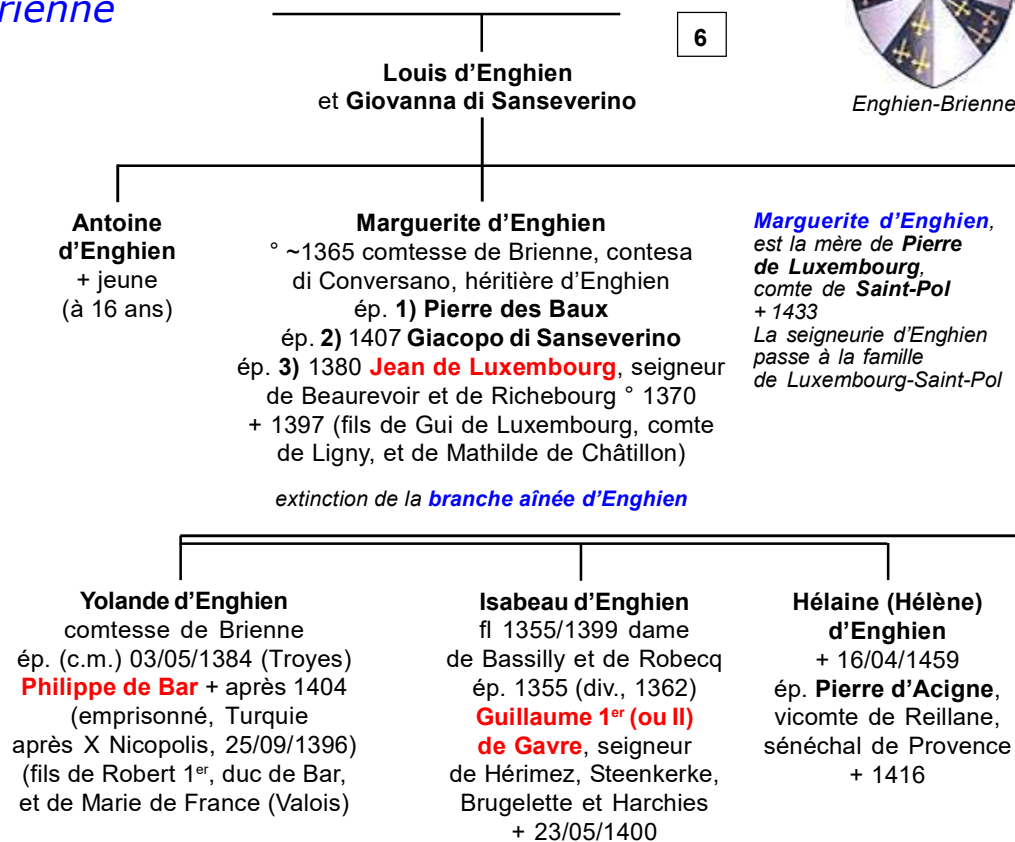 rienne
6
Louis d’Enghien
et Giovanna di Sanseverino
Enghien-Brienne
Antoine
d’Enghien
+ jeune
(à 16 ans)
Marguerite d’Enghien
° ~1365 comtesse de Brienne, contesa
di Conversano, héritière d’Enghien
ép. 1) Pierre des Baux
ép. 2) 1407 Giacopo di Sanseverino
ép. 3) 1380 Jean de Luxembourg, seigneur
de Beaurevoir et de Richebourg ° 1370
+ 1397 (fils de Gui de Luxembourg, comte
de Ligny, et de Mathilde de Châtillon)
Marguerite d’Enghien,
est la mère de Pierre
de Luxembourg,
comte de Saint-Pol
+ 1433
La seigneurie d’Enghien
passe à la famille
de Luxembourg-Saint-Pol
extinction de la branche aînée d’Enghien
Yolande d’Enghien
comtesse de Brienne
ép. (c.m.) 03/05/1384 (Troyes)
Philippe de Bar + après 1404
(emprisonné, Turquie
après X Nicopolis, 25/09/1396)
(fils de Robert 1er, duc de Bar,
et de Marie de France (Valois)
Isabeau d’Enghien
fl 1355/1399 dame
de Bassilly et de Robecq
ép. 1355 (div., 1362)
Guillaume 1er (ou II)
de Gavre, seigneur
de Hérimez, Steenkerke,
Brugelette et Harchies
+ 23/05/1400
Hélaine (Hélène)
d’Enghien
+ 16/04/1459
ép. Pierre d’Acigne,
vicomte de Reillane,
sénéchal de Provence
+ 1416